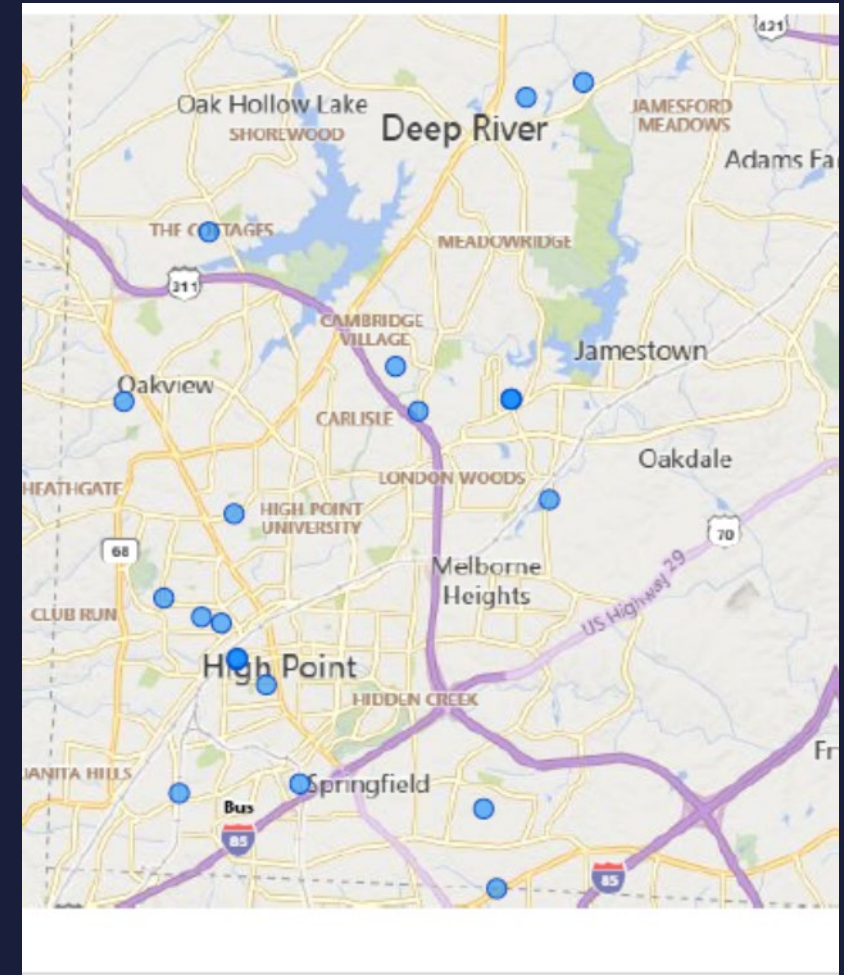 421
Oak Hollow Lake
SHOREWOOD
Deep River
JAMESFORD
MEADOWS
Adams Fa
THE COTTAGES
MEADOWRIDGE
311
CAMBRIDGE
VILLAGE
Jamestown
Oakview
CARLISLE
Oakdale
LONDON WOODS
HEATHGATE
HIGH POINT
UNIVERSITY
70
68
Melborne
Heights
US Highway 29
CLUB RUN
High Point
HIDDEN CREEK
Fr
JANITA HILLS
Springfield
Bus
85
85